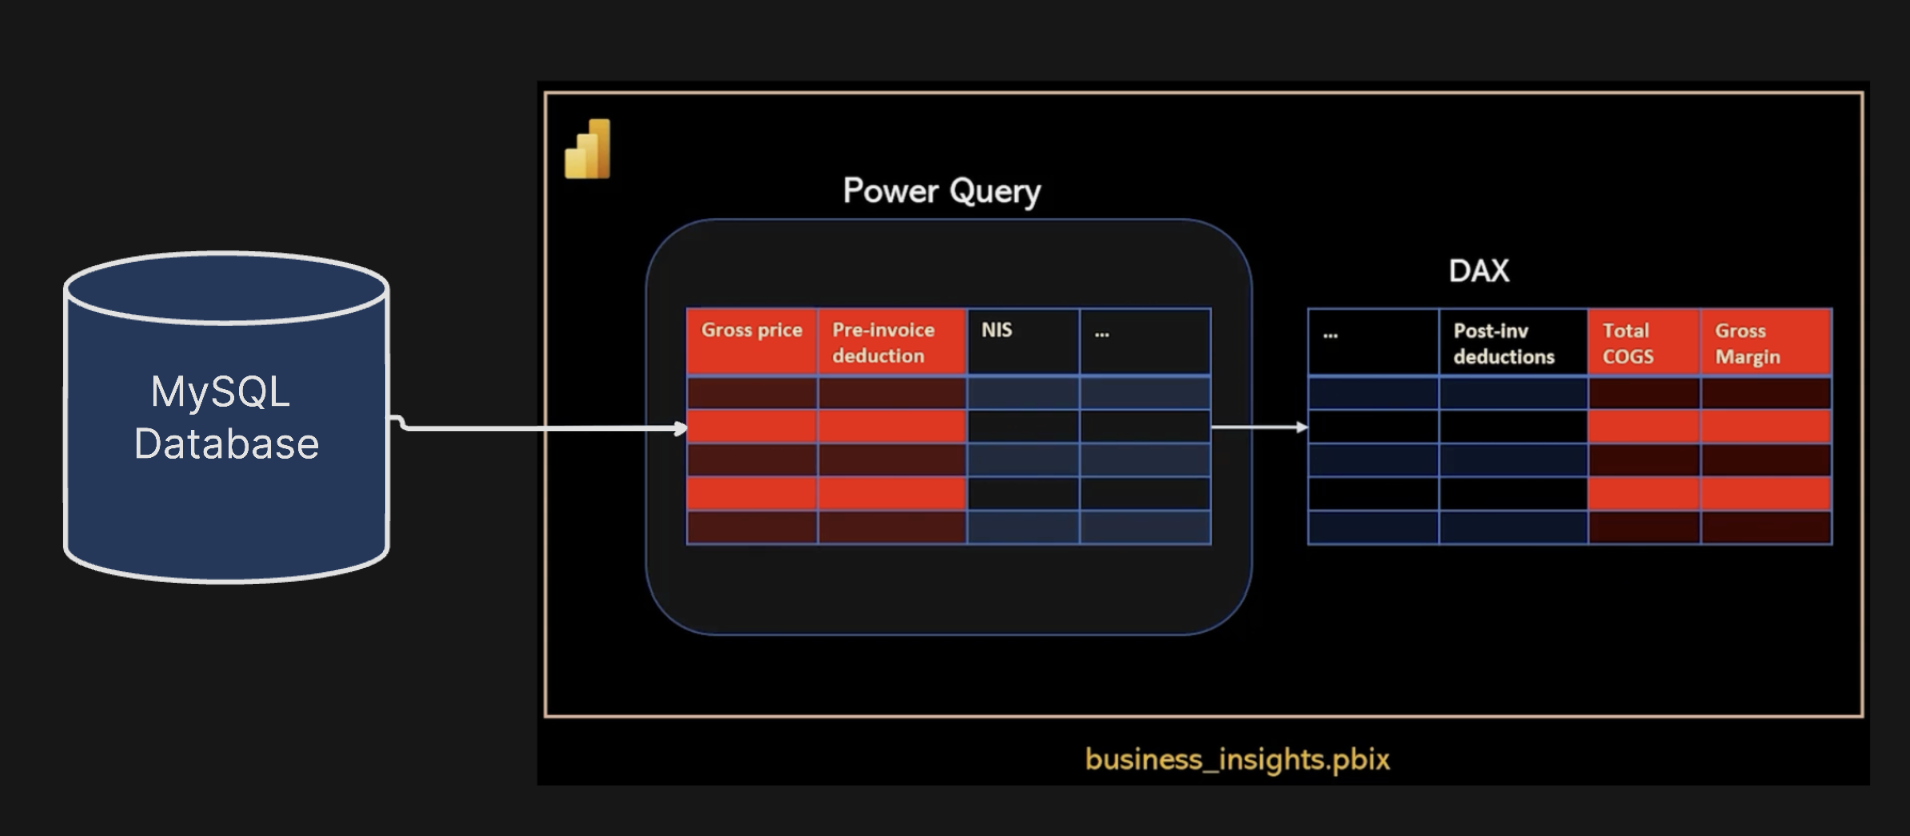 Power Query
DAX
MySQL
Database
Gross price
Pre-invoice
deduction
NIS
...
...
Post-inv
deductions
Total
COGS
Gross
Margin
business_insights.pbix